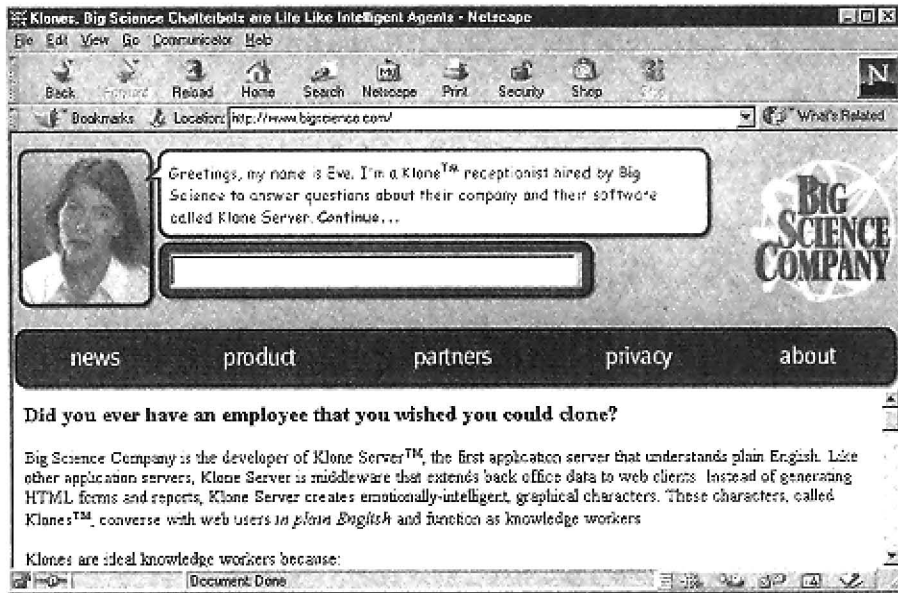 Klones, Big Science Chatterbots are Life Like Intelligent Agents - Netscape
File Edit View Go Communicator Help
Back Forward Reload Home Search Netscape Print Security Shop Stop
Bookmarks Location: http://www.bigscience.com/ What's Related
Greetings, my name is Eve. I'm a Klone™ receptionist hired by Big
Science to answer questions about their company and their software
called Klone Server. Continue...
BIG
SCIENCE
COMPANY
news product partners privacy about
Did you ever have an employee that you wished you could clone?
Big Science Company is the developer of Klone Server™, the first application server that understands plain English. Like
other application servers, Klone Server is middleware that extends back office data to web clients. Instead of generating
HTML forms and reports, Klone Server creates emotionally-intelligent, graphical characters. These characters, called
Klones™, converse with web users in plain English and function as knowledge workers
Klones are ideal knowledge workers because:
Document: Done